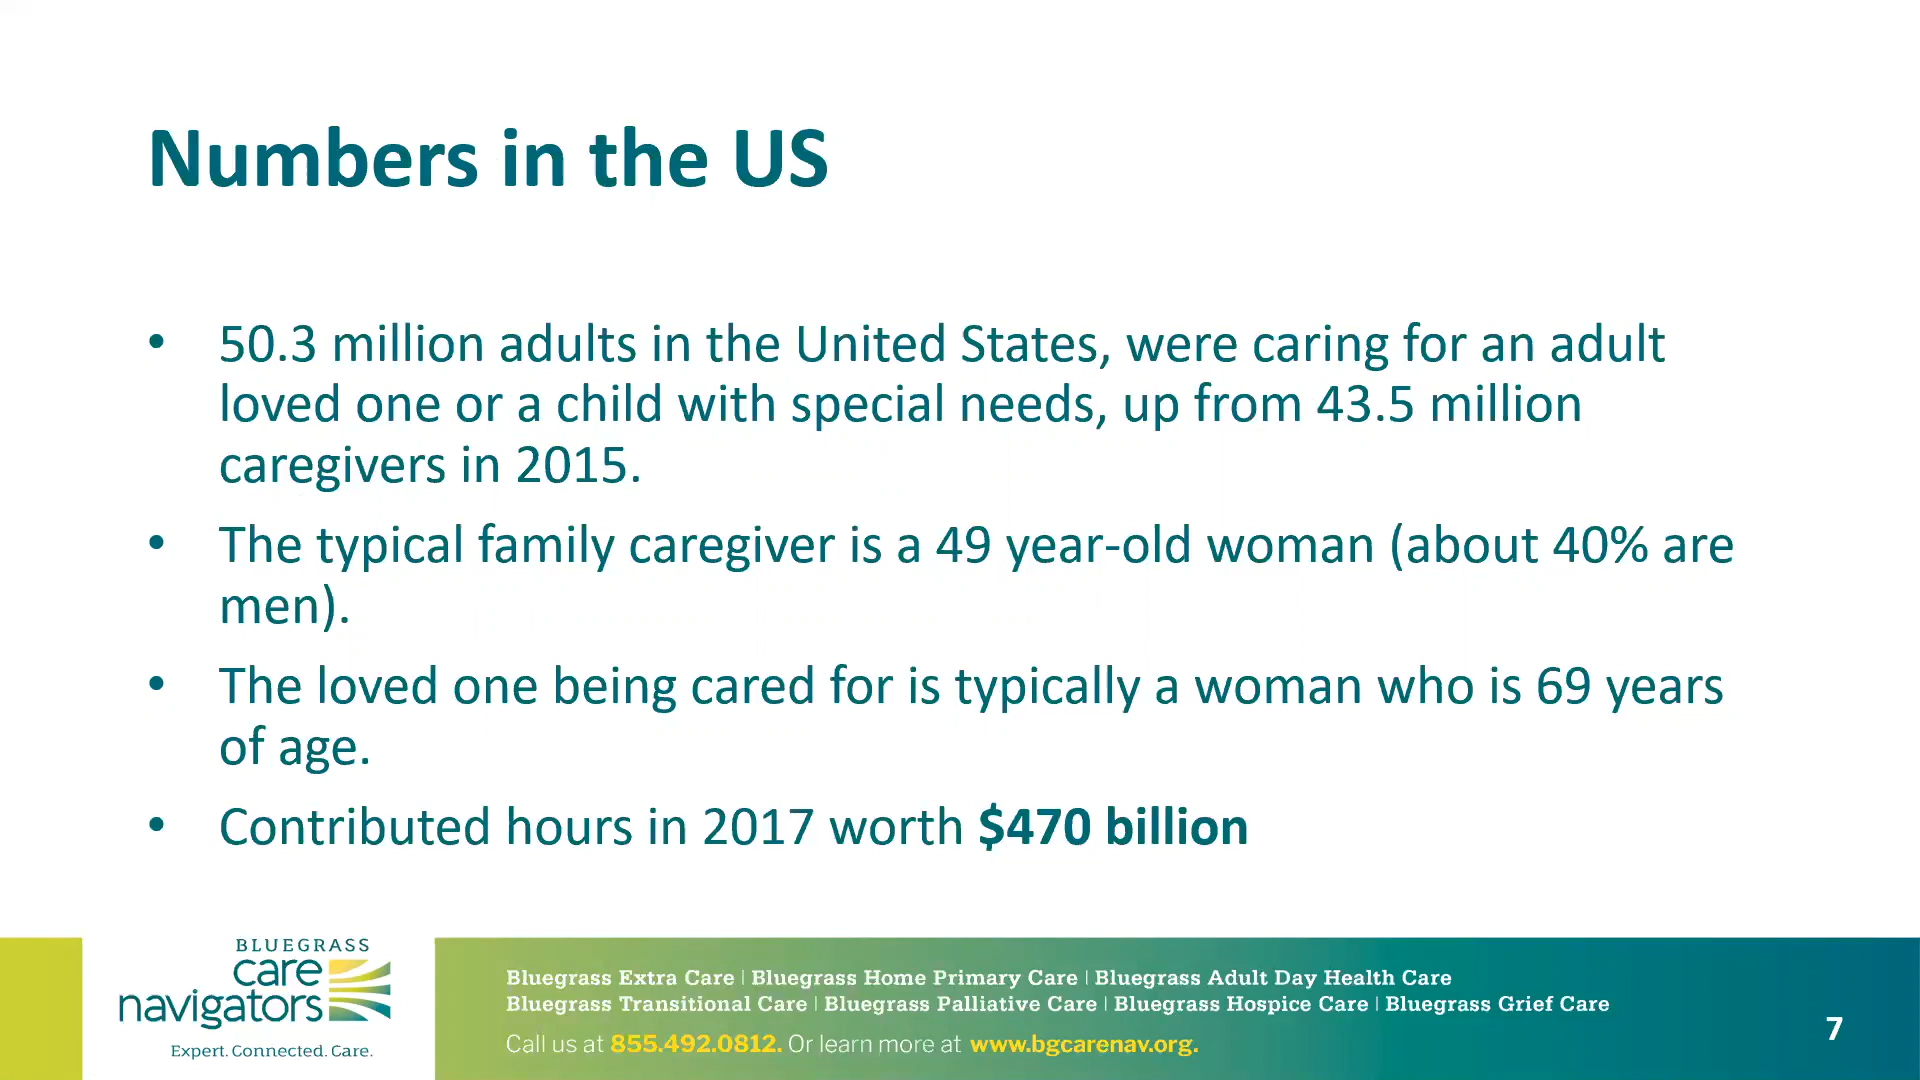 Numbers in the US
• 50.3 million adults in the United States, were caring for an adult
loved one or a child with special needs, up from 43.5 million
caregivers in 2015.
• The typical family caregiver is a 49 year-old woman (about 40% are
men).
• The loved one being cared for is typically a woman who is 69 years
of age.
• Contributed hours in 2017 worth $470 billion
BLUEGRASS
care
navigators
Expert. Connected. Care.
Bluegrass Extra Care | Bluegrass Home Primary Care | Bluegrass Adult Day Health Care
Bluegrass Transitional Care | Bluegrass Palliative Care | Bluegrass Hospice Care | Bluegrass Grief Care
Call us at 855.492.0812. Or learn more at www.bgcarenav.org.
7